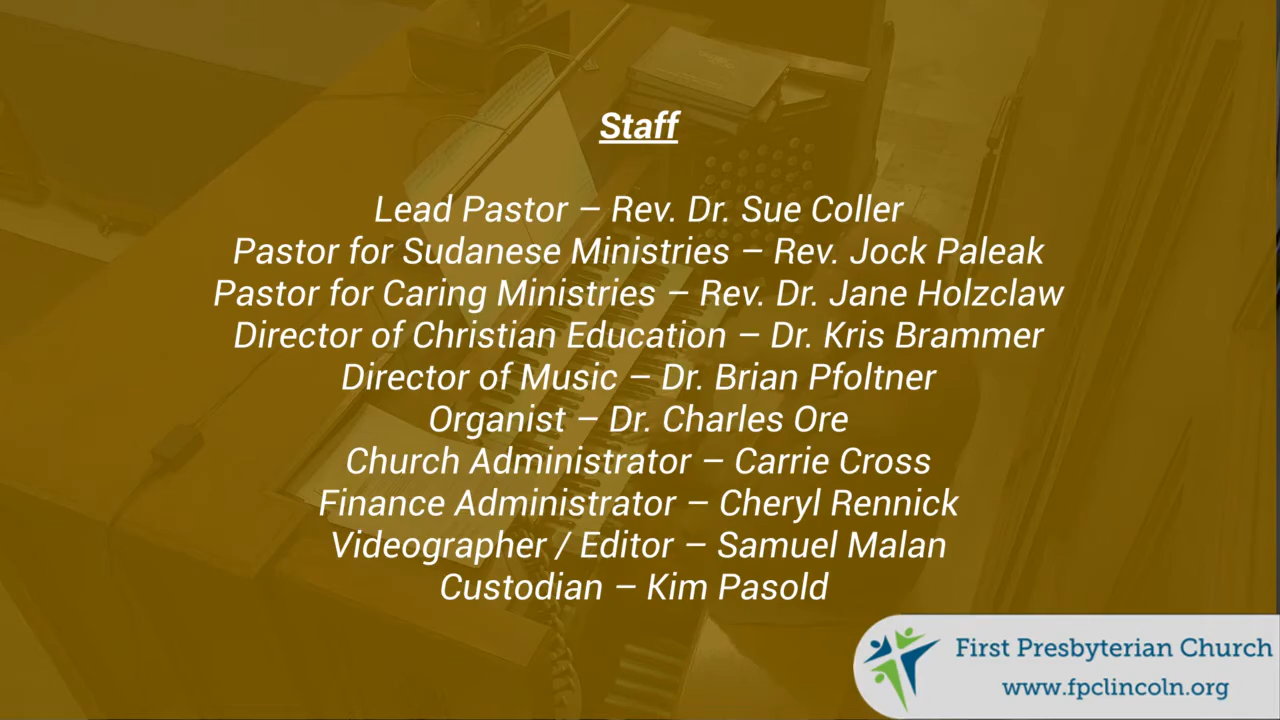 Staff
Lead Pastor – Rev. Dr. Sue Coller
Pastor for Sudanese Ministries – Rev. Jock Paleak
Pastor for Caring Ministries – Rev. Dr. Jane Holzclaw
Director of Christian Education – Dr. Kris Brammer
Director of Music – Dr. Brian Pfoltner
Organist – Dr. Charles Ore
Church Administrator – Carrie Cross
Finance Administrator – Cheryl Rennick
Videographer / Editor – Samuel Malan
Custodian – Kim Pasold
First Presbyterian Church
www.fpclincoln.org